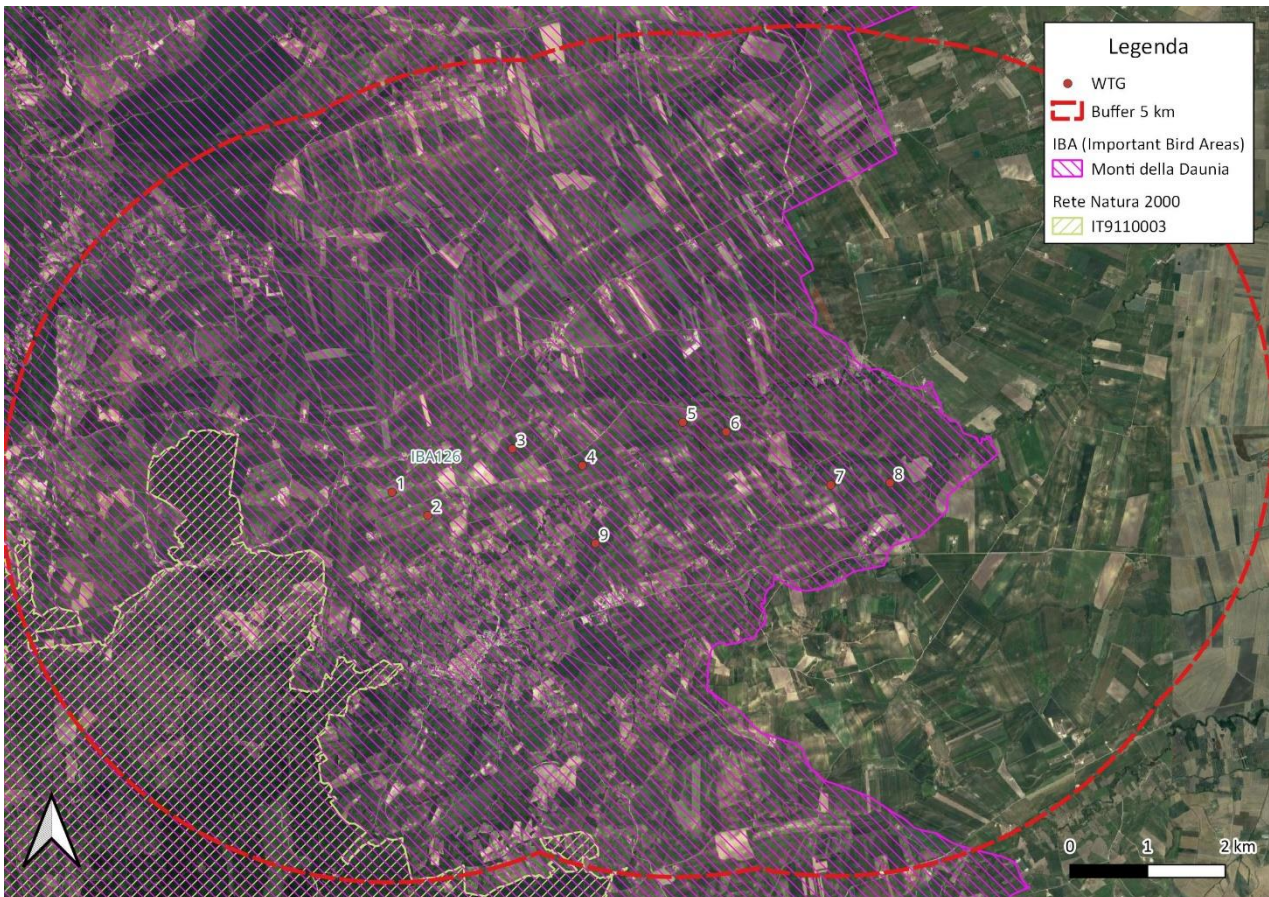 Legenda
WTG
Buffer 5 km
IBA (Important Bird Areas)
Monti della Daunia
Rete Natura 2000
IT9110003
5
6
3
4
IBA126
1
2
7
8
9
0 1 2 km